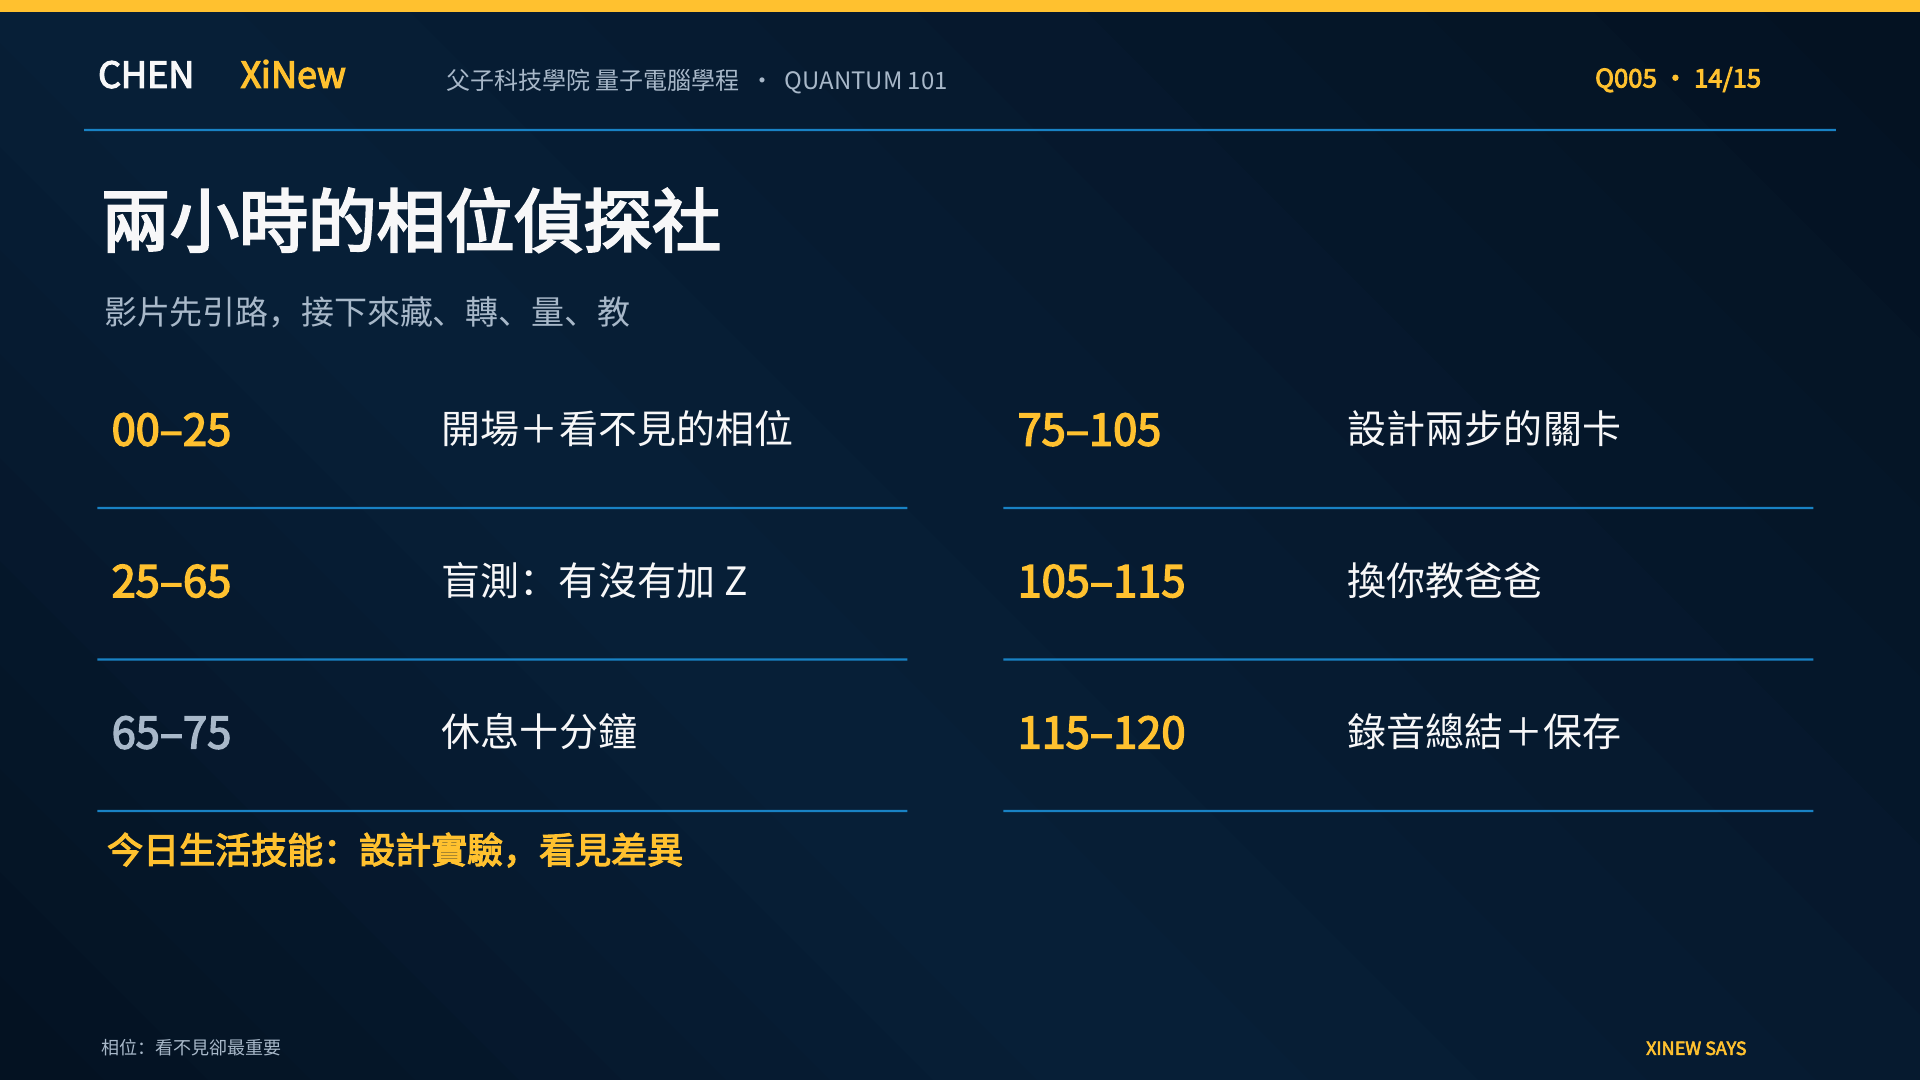 CHEN XiNew 父子科技學院 量子電腦學程 · QUANTUM 101 Q005 · 14/15
兩小時的相位偵探社
影片先引路，接下來藏、轉、量、教
00–25 開場＋看不見的相位
25–65 盲測：有沒有加 Z
65–75 休息十分鐘
75–105 設計兩步的關卡
105–115 換你教爸爸
115–120 錄音總結＋保存
今日生活技能：設計實驗，看見差異
相位：看不見卻最重要
XINEW SAYS